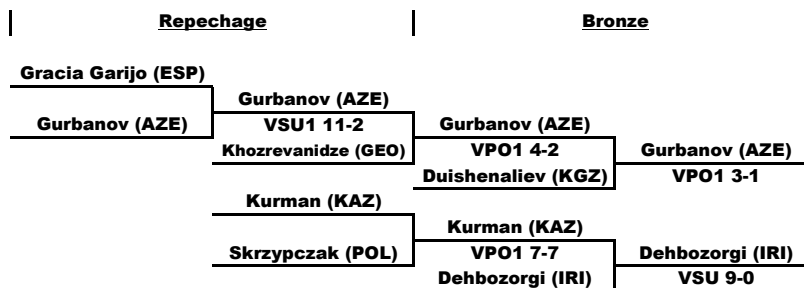 Repechage
Bronze
Gracia Garijo (ESP)
Gurbanov (AZE)
Gurbanov (AZE)
VSU1 11-2
Khozrevanidze (GEO)
Gurbanov (AZE)
VPO1 4-2
Duishenaliev (KGZ)
Gurbanov (AZE)
VPO1 3-1
Kurman (KAZ)
Skrzypczak (POL)
Kurman (KAZ)
VPO1 7-7
Dehbozorgi (IRI)
Dehbozorgi (IRI)
VSU 9-0